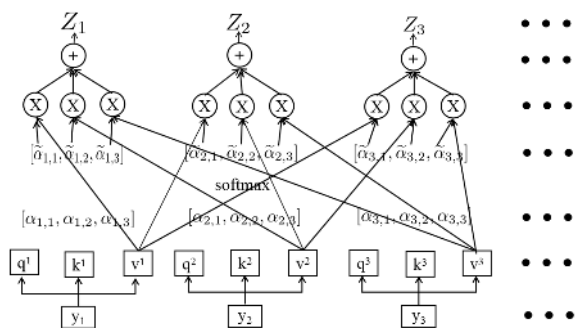 Z₁ Z₂ Z₃
+ + +
X X X X X X X X X
[α̃₁,₁, α̃₁,₂, α̃₁,₃] [α̃₂,₁, α̃₂,₂, α̃₂,₃] [α̃₃,₁, α̃₃,₂, α̃₃,₃]
softmax
[α₁,₁, α₁,₂, α₁,₃] [α₂,₁, α₂,₂, α₂,₃] [α₃,₁, α₃,₂, α₃,₃]
q¹ k¹ v¹ q² k² v² q³ k³ v³
y₁ y₂ y₃